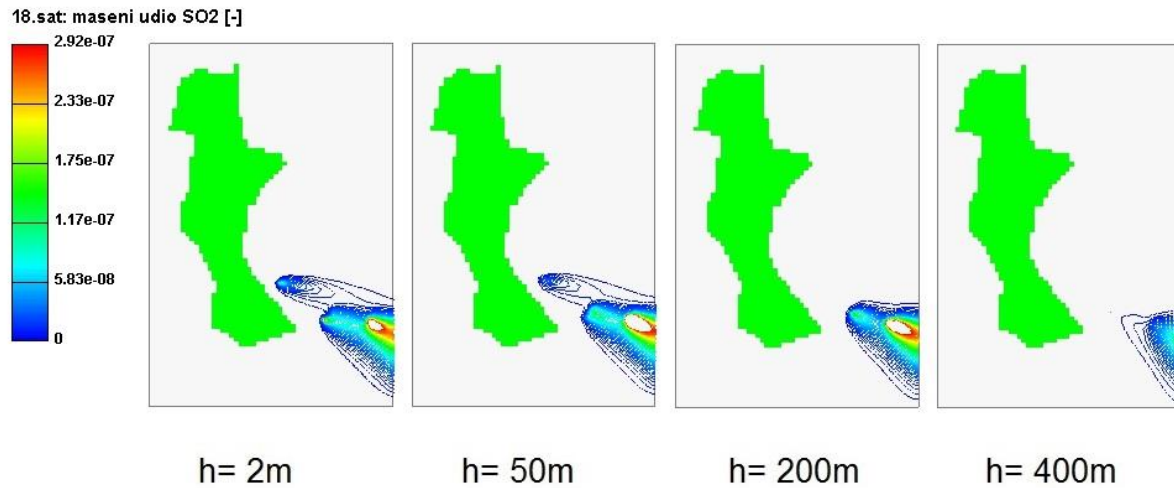 18.sat: maseni udio SO2 [-]
2.92e-07
2.33e-07
1.75e-07
1.17e-07
5.83e-08
0
h= 2m
h= 50m
h= 200m
h= 400m